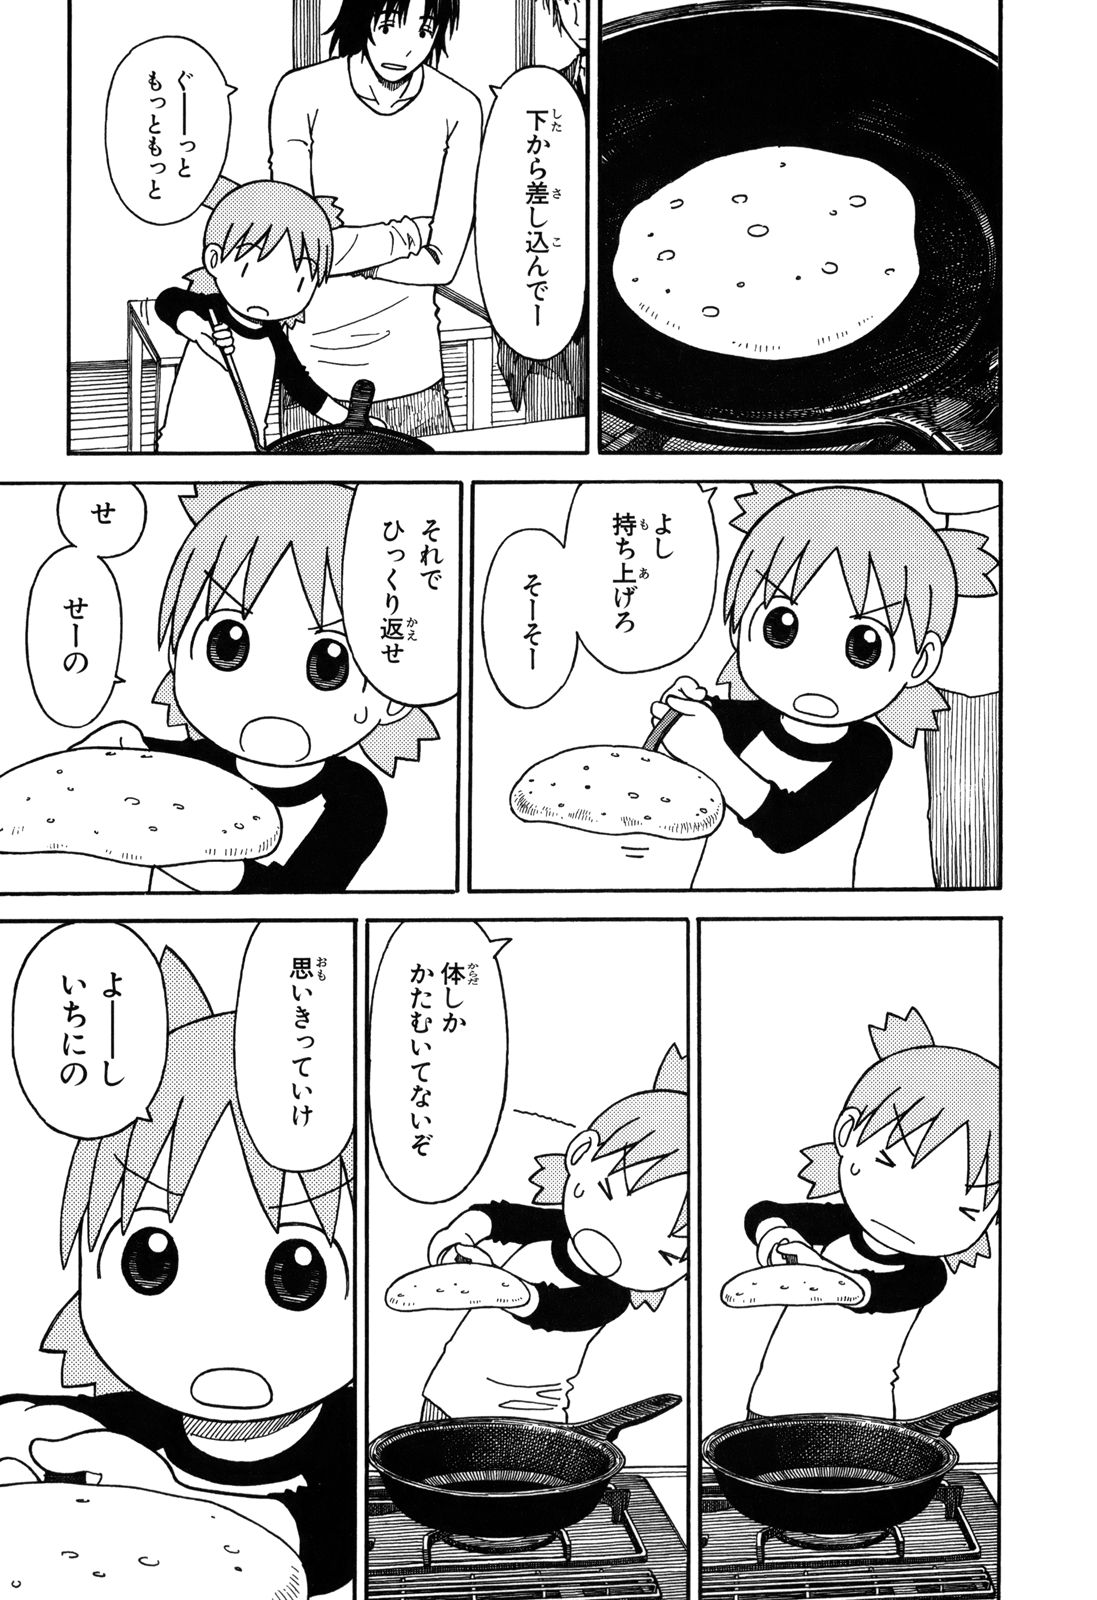 下から差し込んでー
ぐーーっと
もっともっと
よし
持ち上げろ
そーそー
それで
ひっくり返せ
せ
せーの
体しか
かたむいてないぞ
思いきっていけ
よーーし
いちにの